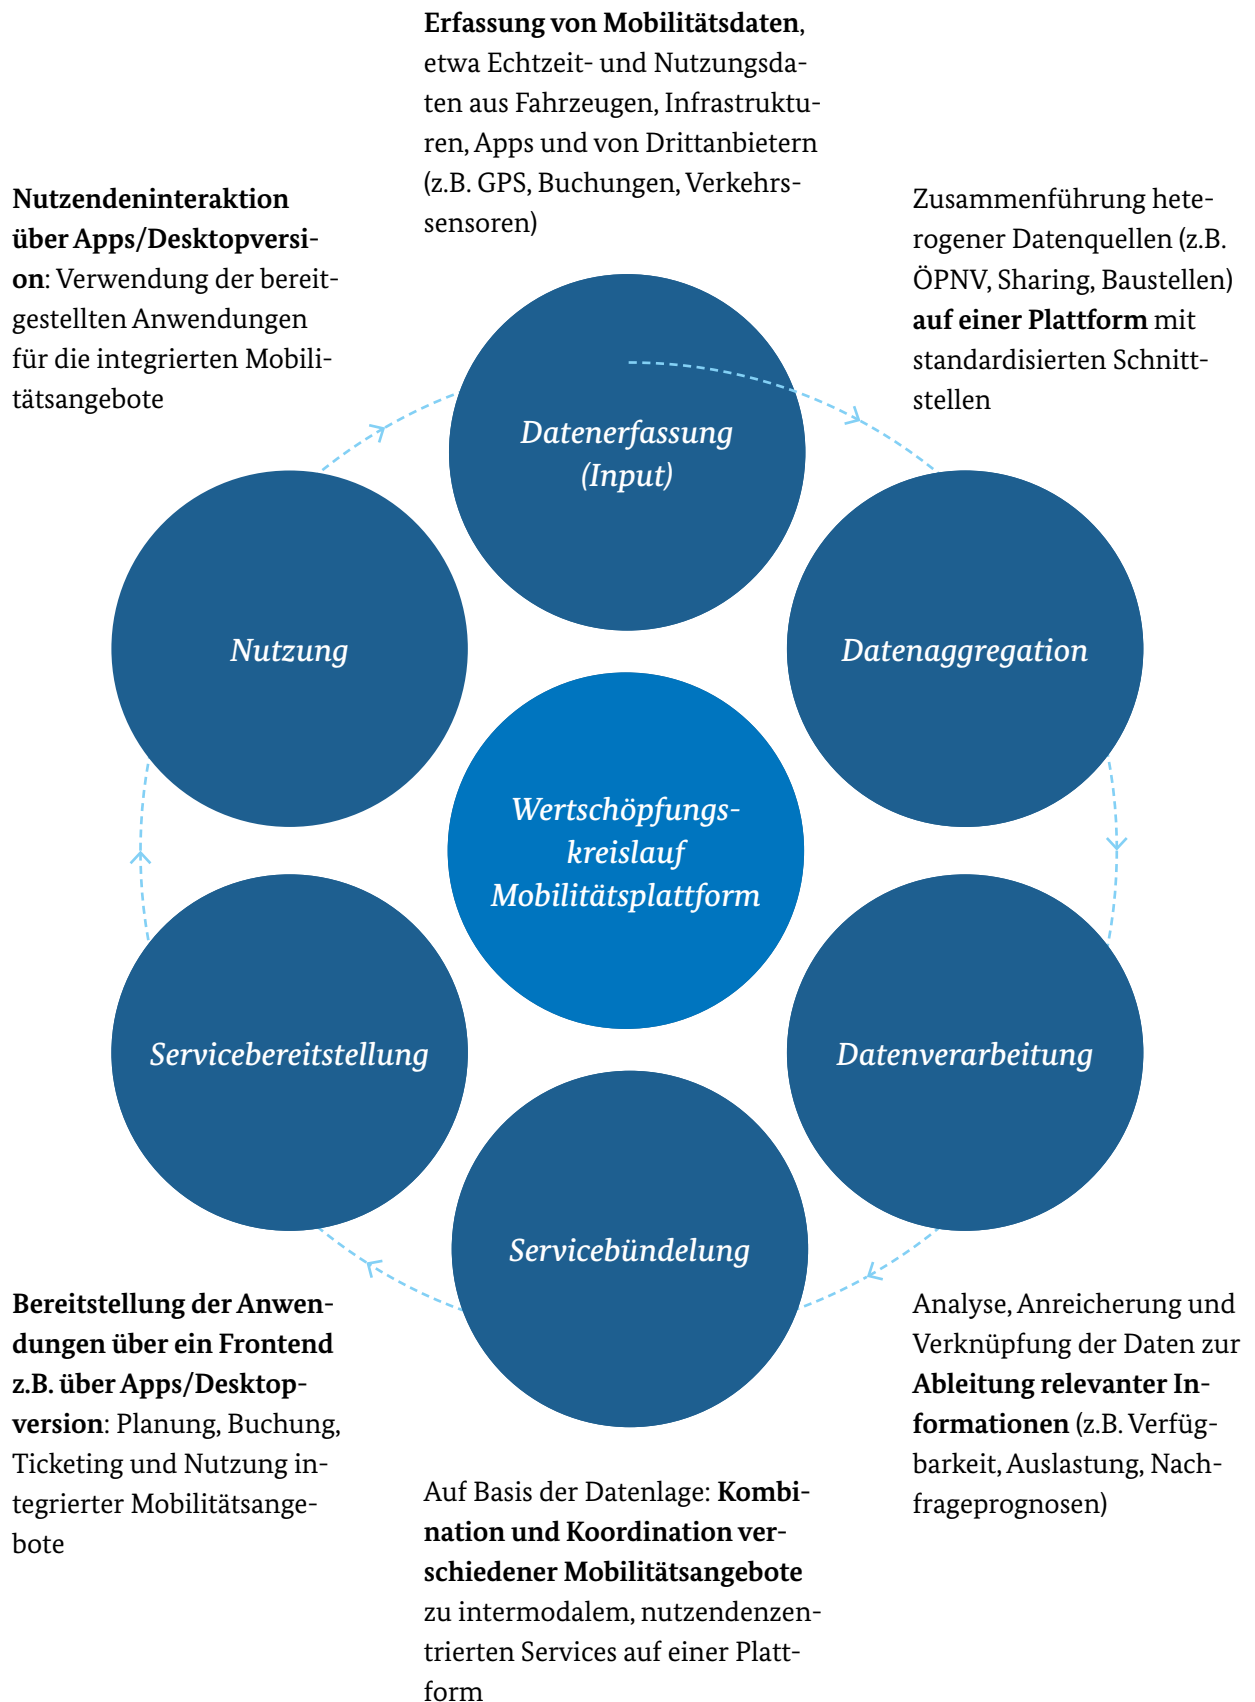 Erfassung von Mobilitätsdaten,
etwa Echtzeit- und Nutzungsda-
ten aus Fahrzeugen, Infrastruktu-
ren, Apps und von Drittanbietern
(z.B. GPS, Buchungen, Verkehrs-
sensoren)
Nutzendeninteraktion
über Apps/Desktopversi-
on: Verwendung der bereit-
gestellten Anwendungen
für die integrierten Mobili-
tätsangebote
Zusammenführung hete-
rogener Datenquellen (z.B.
ÖPNV, Sharing, Baustellen)
auf einer Plattform mit
standardisierten Schnitt-
stellen
Datenerfassung
(Input)
Nutzung
Datenaggregation
Wertschöpfungs-
kreislauf
Mobilitätsplattform
Servicebereitstellung
Datenverarbeitung
Servicebündelung
Bereitstellung der Anwen-
dungen über ein Frontend
z.B. über Apps/Desktop-
version: Planung, Buchung,
Ticketing und Nutzung in-
tegrierter Mobilitätsange-
bote
Analyse, Anreicherung und
Verknüpfung der Daten zur
Ableitung relevanter In-
formationen (z.B. Verfüg-
barkeit, Auslastung, Nach-
frageprognosen)
Auf Basis der Datenlage: Kombi-
nation und Koordination ver-
schiedener Mobilitätsangebote
zu intermodalem, nutzendenzen-
trierten Services auf einer Platt-
form